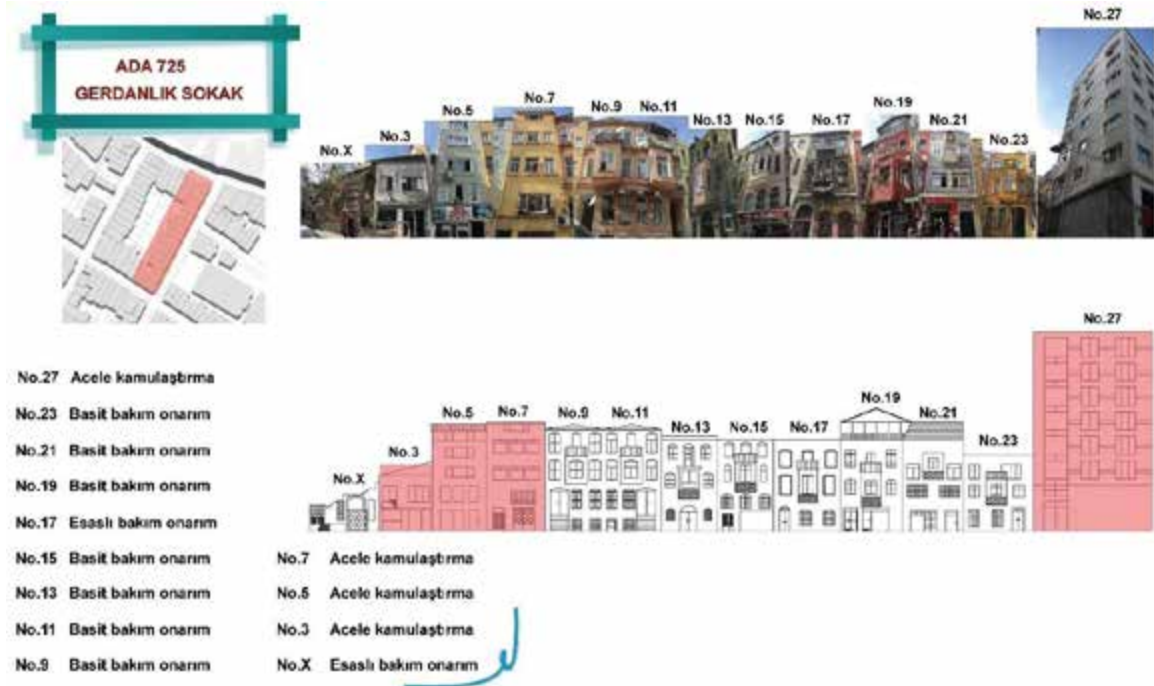 ADA 725
GERDANLIK SOKAK
No.X
No.3
No.5
No.7
No.9
No.11
No.13
No.15
No.17
No.19
No.21
No.23
No.27
No.X
No.3
No.5
No.7
No.9
No.11
No.13
No.15
No.17
No.19
No.21
No.23
No.27
No.27 Acele kamulaştırma
No.23 Basit bakım onarım
No.21 Basit bakım onarım
No.19 Basit bakım onarım
No.17 Esaslı bakım onarım
No.15 Basit bakım onarım
No.13 Basit bakım onarım
No.11 Basit bakım onarım
No.9 Basit bakım onarım
No.7 Acele kamulaştırma
No.5 Acele kamulaştırma
No.3 Acele kamulaştırma
No.X Esaslı bakım onarım